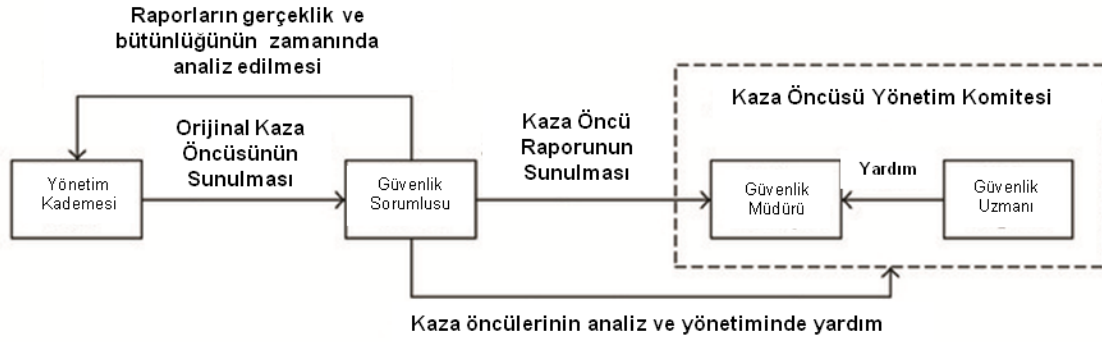 Raporların gerçeklik ve
bütünlüğünün zamanında
analiz edilmesi
Orijinal Kaza
Öncüsünün
Sunulması
Kaza Öncü
Raporunun
Sunulması
Kaza Öncüsü Yönetim Komitesi
Yönetim
Kademesi
Güvenlik
Sorumlusu
Güvenlik
Müdürü
Yardım
Güvenlik
Uzmanı
Kaza öncülerinin analiz ve yönetiminde yardım